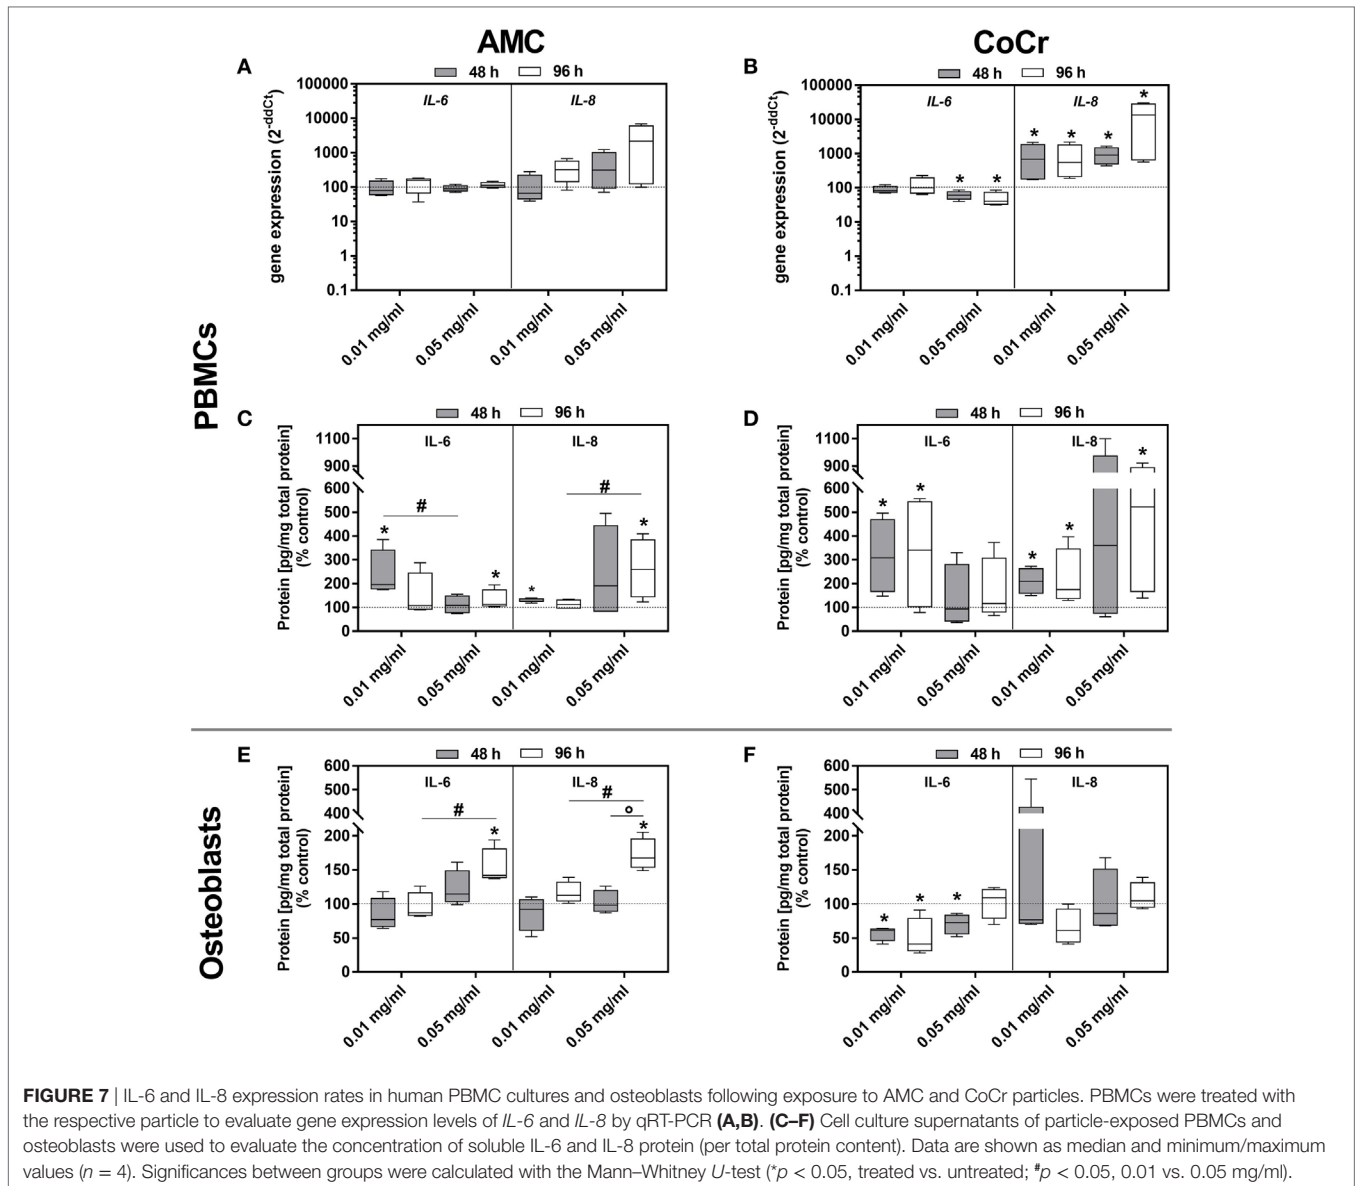 AMC
CoCr
PBMCs
A
48 h 96 h
100000
10000
1000
100
10
1
0.1
gene expression (2^-ddCt)
IL-6 IL-8
0.01 mg/ml
0.05 mg/ml
0.01 mg/ml
0.05 mg/ml
B
48 h 96 h
100000
10000
1000
100
10
1
0.1
gene expression (2^-ddCt)
IL-6 IL-8
* * * * * *
0.01 mg/ml
0.05 mg/ml
0.01 mg/ml
0.05 mg/ml
C
48 h 96 h
1100
900
600
500
400
300
200
100
0
Protein [pg/mg total protein]
(% control)
IL-6 IL-8
* # * * # *
0.01 mg/ml
0.05 mg/ml
0.01 mg/ml
0.05 mg/ml
D
48 h 96 h
1100
900
600
500
400
300
200
100
0
Protein [pg/mg total protein]
(% control)
IL-6 IL-8
* * * * *
0.01 mg/ml
0.05 mg/ml
0.01 mg/ml
0.05 mg/ml
Osteoblasts
E
48 h 96 h
600
500
400
200
150
100
50
0
Protein [pg/mg total protein]
(% control)
IL-6 IL-8
# * # ° *
0.01 mg/ml
0.05 mg/ml
0.01 mg/ml
0.05 mg/ml
F
48 h 96 h
600
500
400
200
150
100
50
0
Protein [pg/mg total protein]
(% control)
IL-6 IL-8
* * *
0.01 mg/ml
0.05 mg/ml
0.01 mg/ml
0.05 mg/ml
FIGURE 7 | IL-6 and IL-8 expression rates in human PBMC cultures and osteoblasts following exposure to AMC and CoCr particles. PBMCs were treated with
the respective particle to evaluate gene expression levels of IL-6 and IL-8 by qRT-PCR (A,B). (C–F) Cell culture supernatants of particle-exposed PBMCs and
osteoblasts were used to evaluate the concentration of soluble IL-6 and IL-8 protein (per total protein content). Data are shown as median and minimum/maximum
values (n = 4). Significances between groups were calculated with the Mann–Whitney U-test (*p < 0.05, treated vs. untreated; #p < 0.05, 0.01 vs. 0.05 mg/ml).